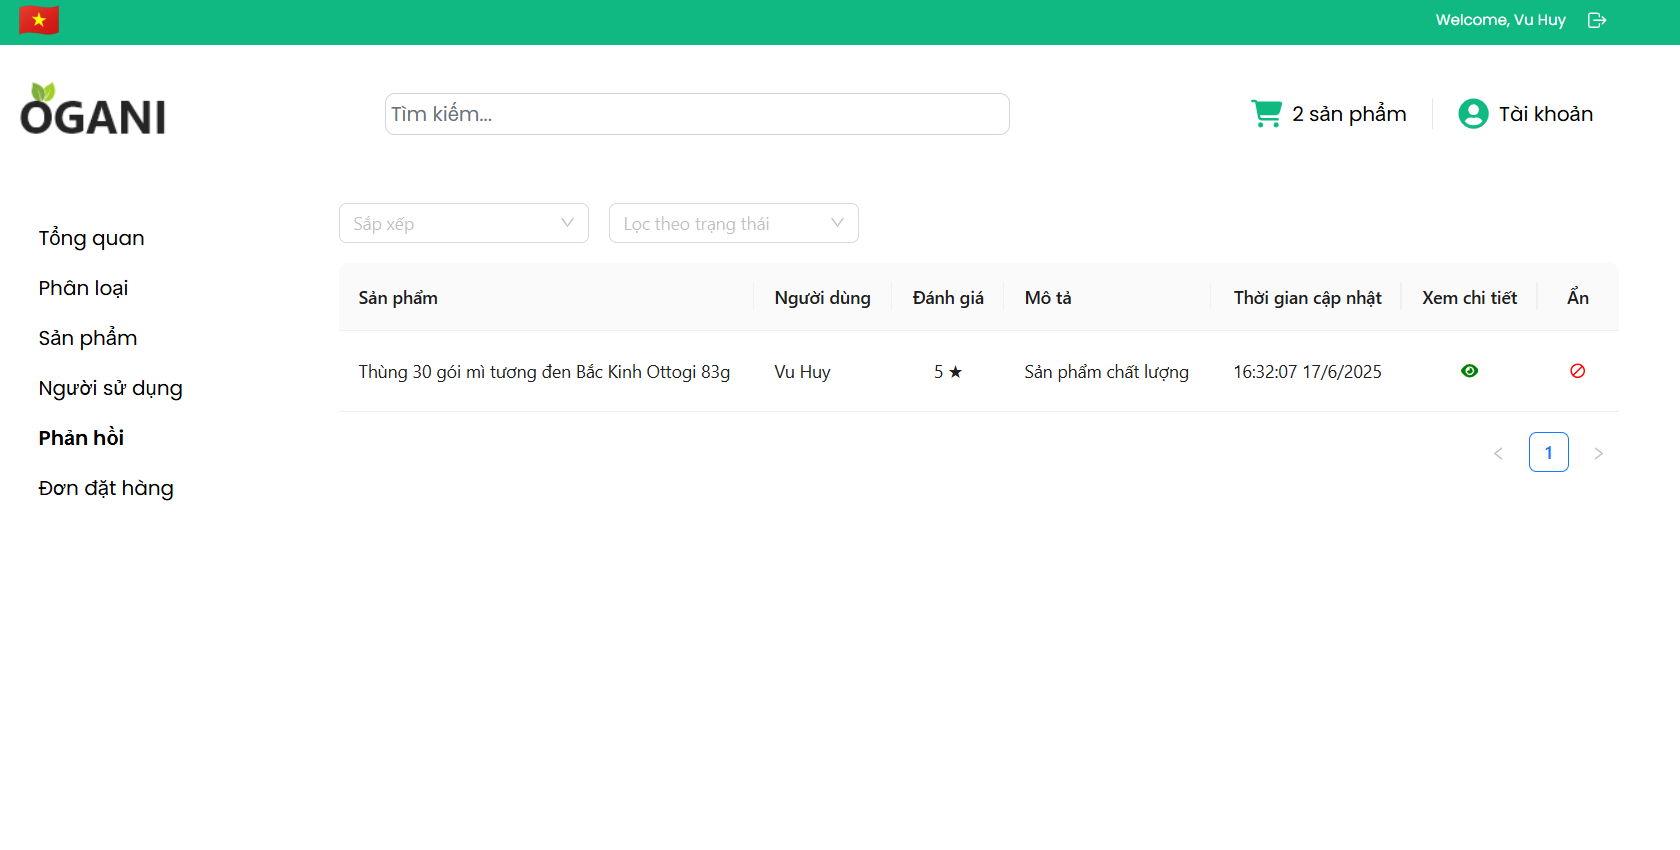 Welcome, Vu Huy
OGANI
Tìm kiếm...
2 sản phẩm
Tài khoản
Tổng quan
Phân loại
Sản phẩm
Người sử dụng
Phản hồi
Đơn đặt hàng
Sắp xếp
Lọc theo trạng thái
Sản phẩm Người dùng Đánh giá Mô tả Thời gian cập nhật Xem chi tiết Ẩn
Thùng 30 gói mì tương đen Bắc Kinh Ottogi 83g Vu Huy 5 ★ Sản phẩm chất lượng 16:32:07 17/6/2025
< 1 >